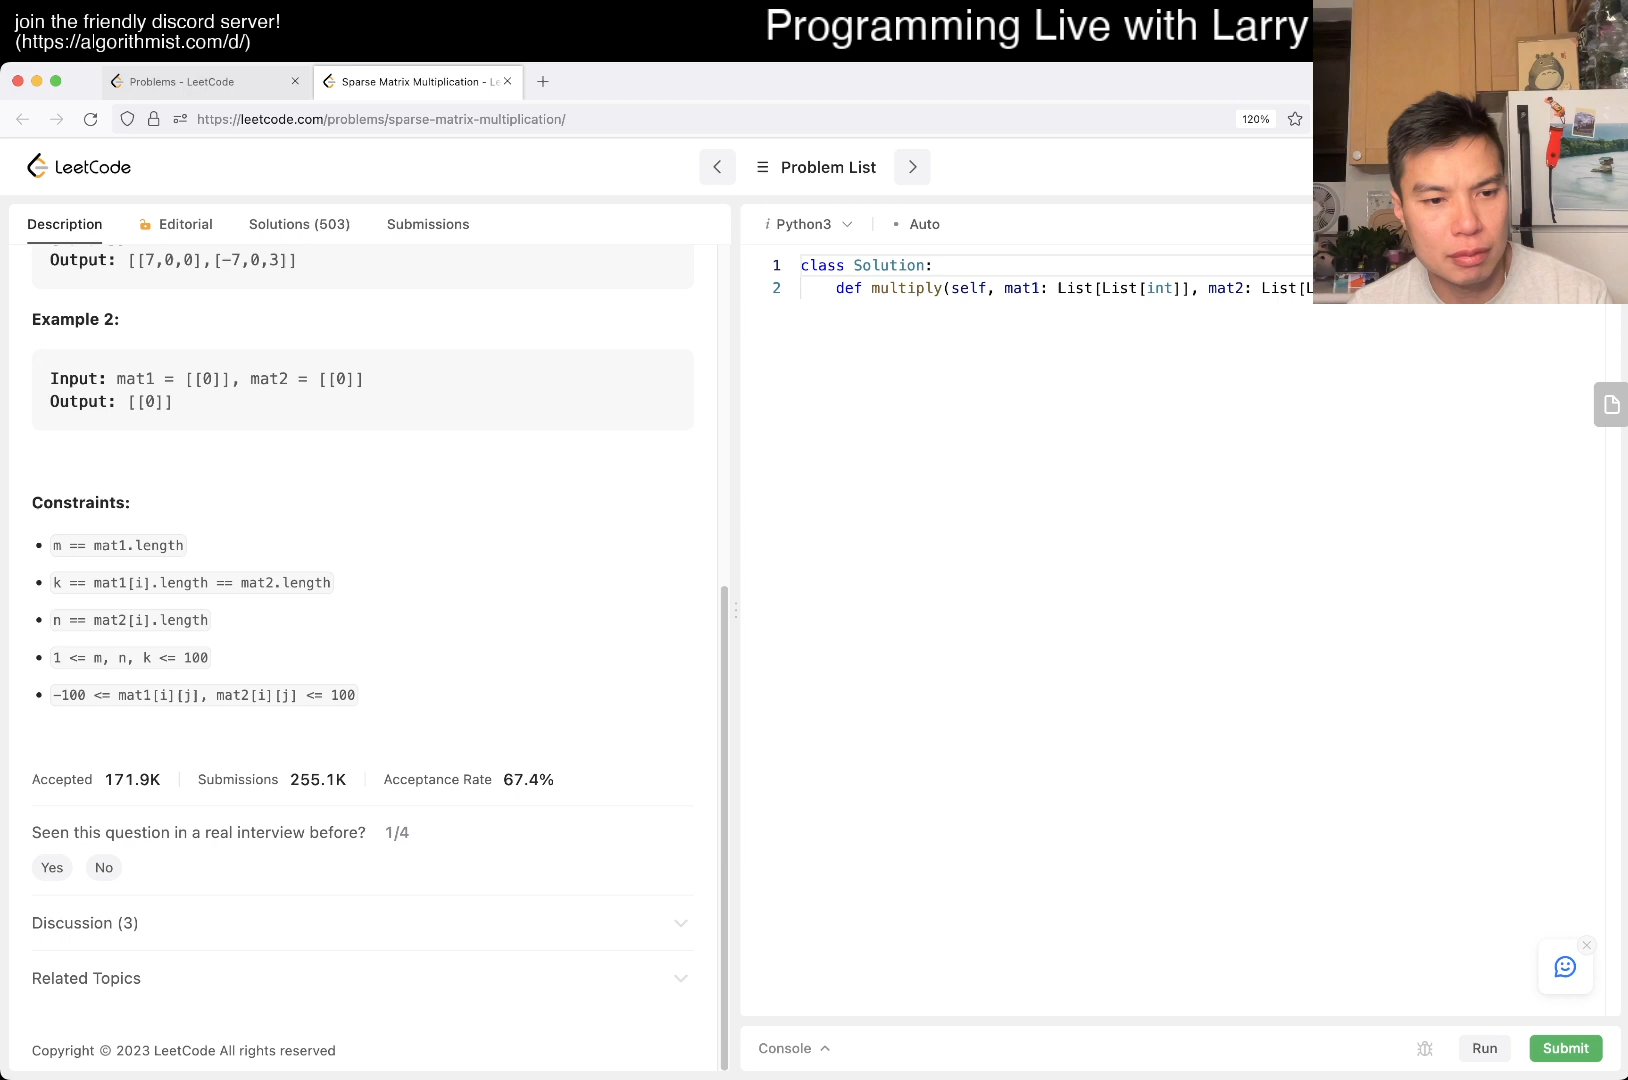 join the friendly discord server!
(https://algorithmist.com/d/)
Programming Live with Larry
Problems - LeetCode
Sparse Matrix Multiplication - Le
https://leetcode.com/problems/sparse-matrix-multiplication/
120%
LeetCode
Problem List
Description
Editorial
Solutions (503)
Submissions
i Python3
Auto
Output: [[7,0,0],[-7,0,3]]
Example 2:
Input: mat1 = [[0]], mat2 = [[0]]
Output: [[0]]
Constraints:
m == mat1.length
k == mat1[i].length == mat2.length
n == mat2[i].length
1 <= m, n, k <= 100
-100 <= mat1[i][j], mat2[i][j] <= 100
Accepted 171.9K
Submissions 255.1K
Acceptance Rate 67.4%
Seen this question in a real interview before? 1/4
Yes
No
Discussion (3)
Related Topics
Copyright © 2023 LeetCode All rights reserved
1 class Solution:
2 def multiply(self, mat1: List[List[int]], mat2: List[L
Console
Run
Submit